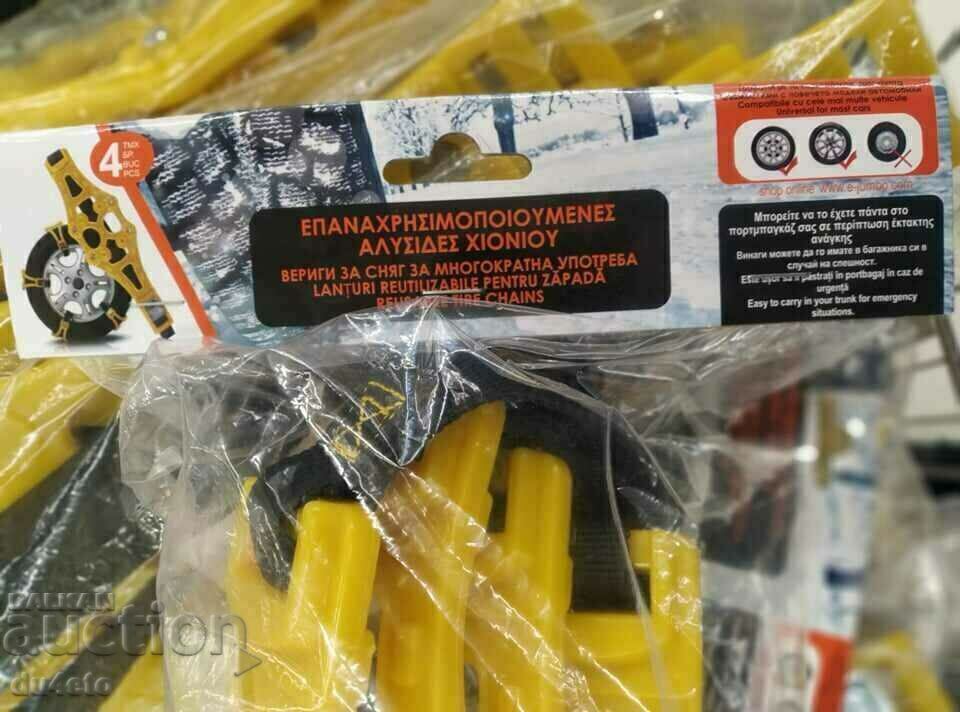 4
ΤΜΧ
БР.
BUC
PCS
ΕΠΑΝΑΧΡΗΣΙΜΟΠΟΙΟΥΜΕΝΕΣ
ΑΛΥΣΙΔΕΣ ΧΙΟΝΙΟΥ
ВЕРИГИ ЗА СНЯГ ЗА МНОГОКРАТНА УПОТРЕБА
LANȚURI REUTILIZABILE PENTRU ZĂPADĂ
REUSABLE TIRE CHAINS
Compatibile cu cele mai multe vehicule
Universal for most cars
shop online www.e-jumbo.com
Μπορείτε να το έχετε πάντα στο
πορτμπαγκάζ σας σε περίπτωση έκτακτης
ανάγκης
Винаги можете да го имате в багажника си в
случай на спешност.
Este ușor să îl păstrați în portbagaj în caz de
urgență
Easy to carry in your trunk for emergency
situations.
BALKAN
auction
du4eto